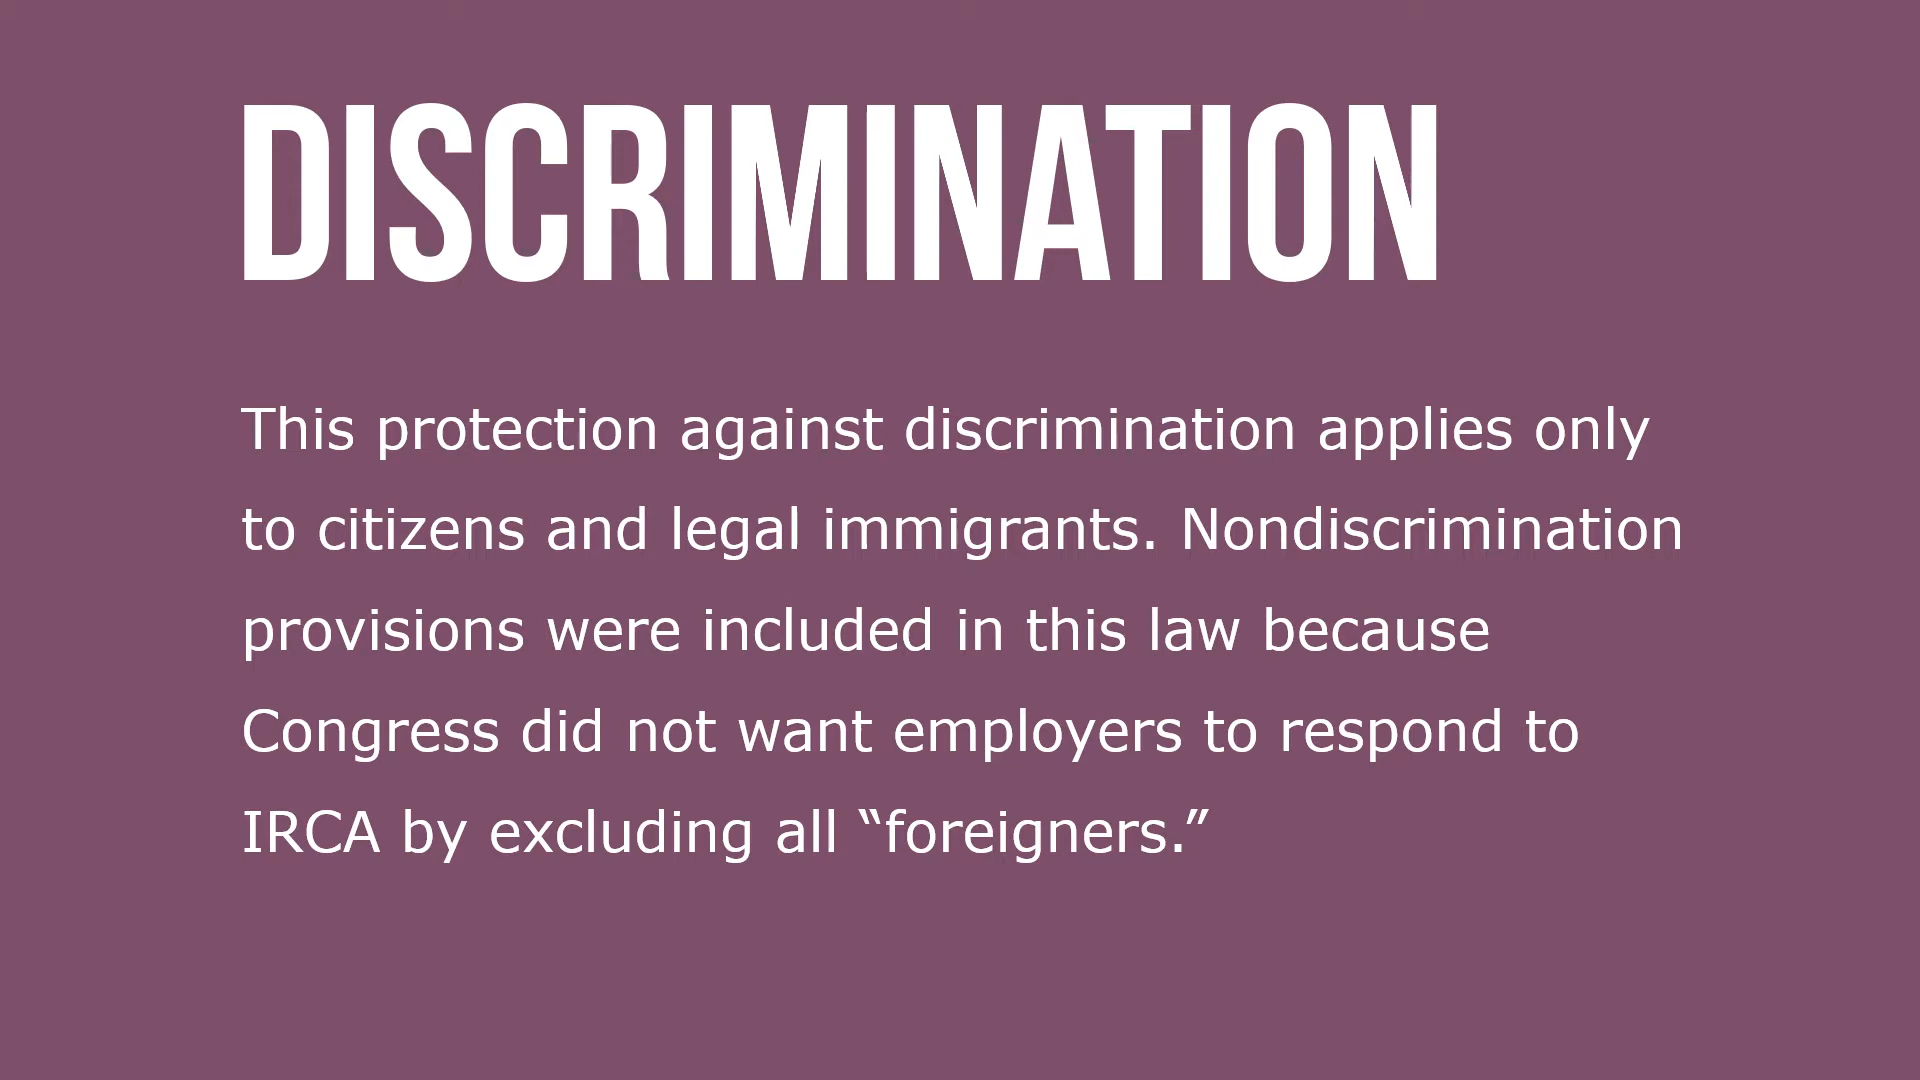 DISCRIMINATION
This protection against discrimination applies only
to citizens and legal immigrants. Nondiscrimination
provisions were included in this law because
Congress did not want employers to respond to
IRCA by excluding all “foreigners.”